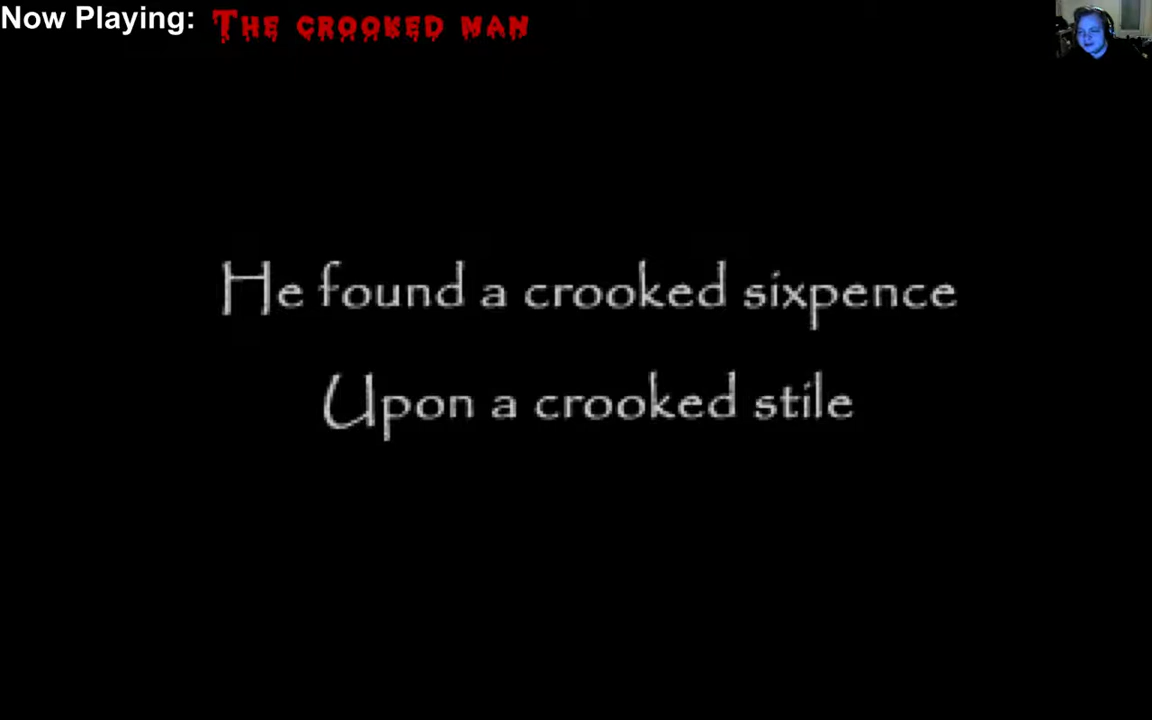 Now Playing: THE CROOKED MAN
He found a crooked sixpence
Upon a crooked stile